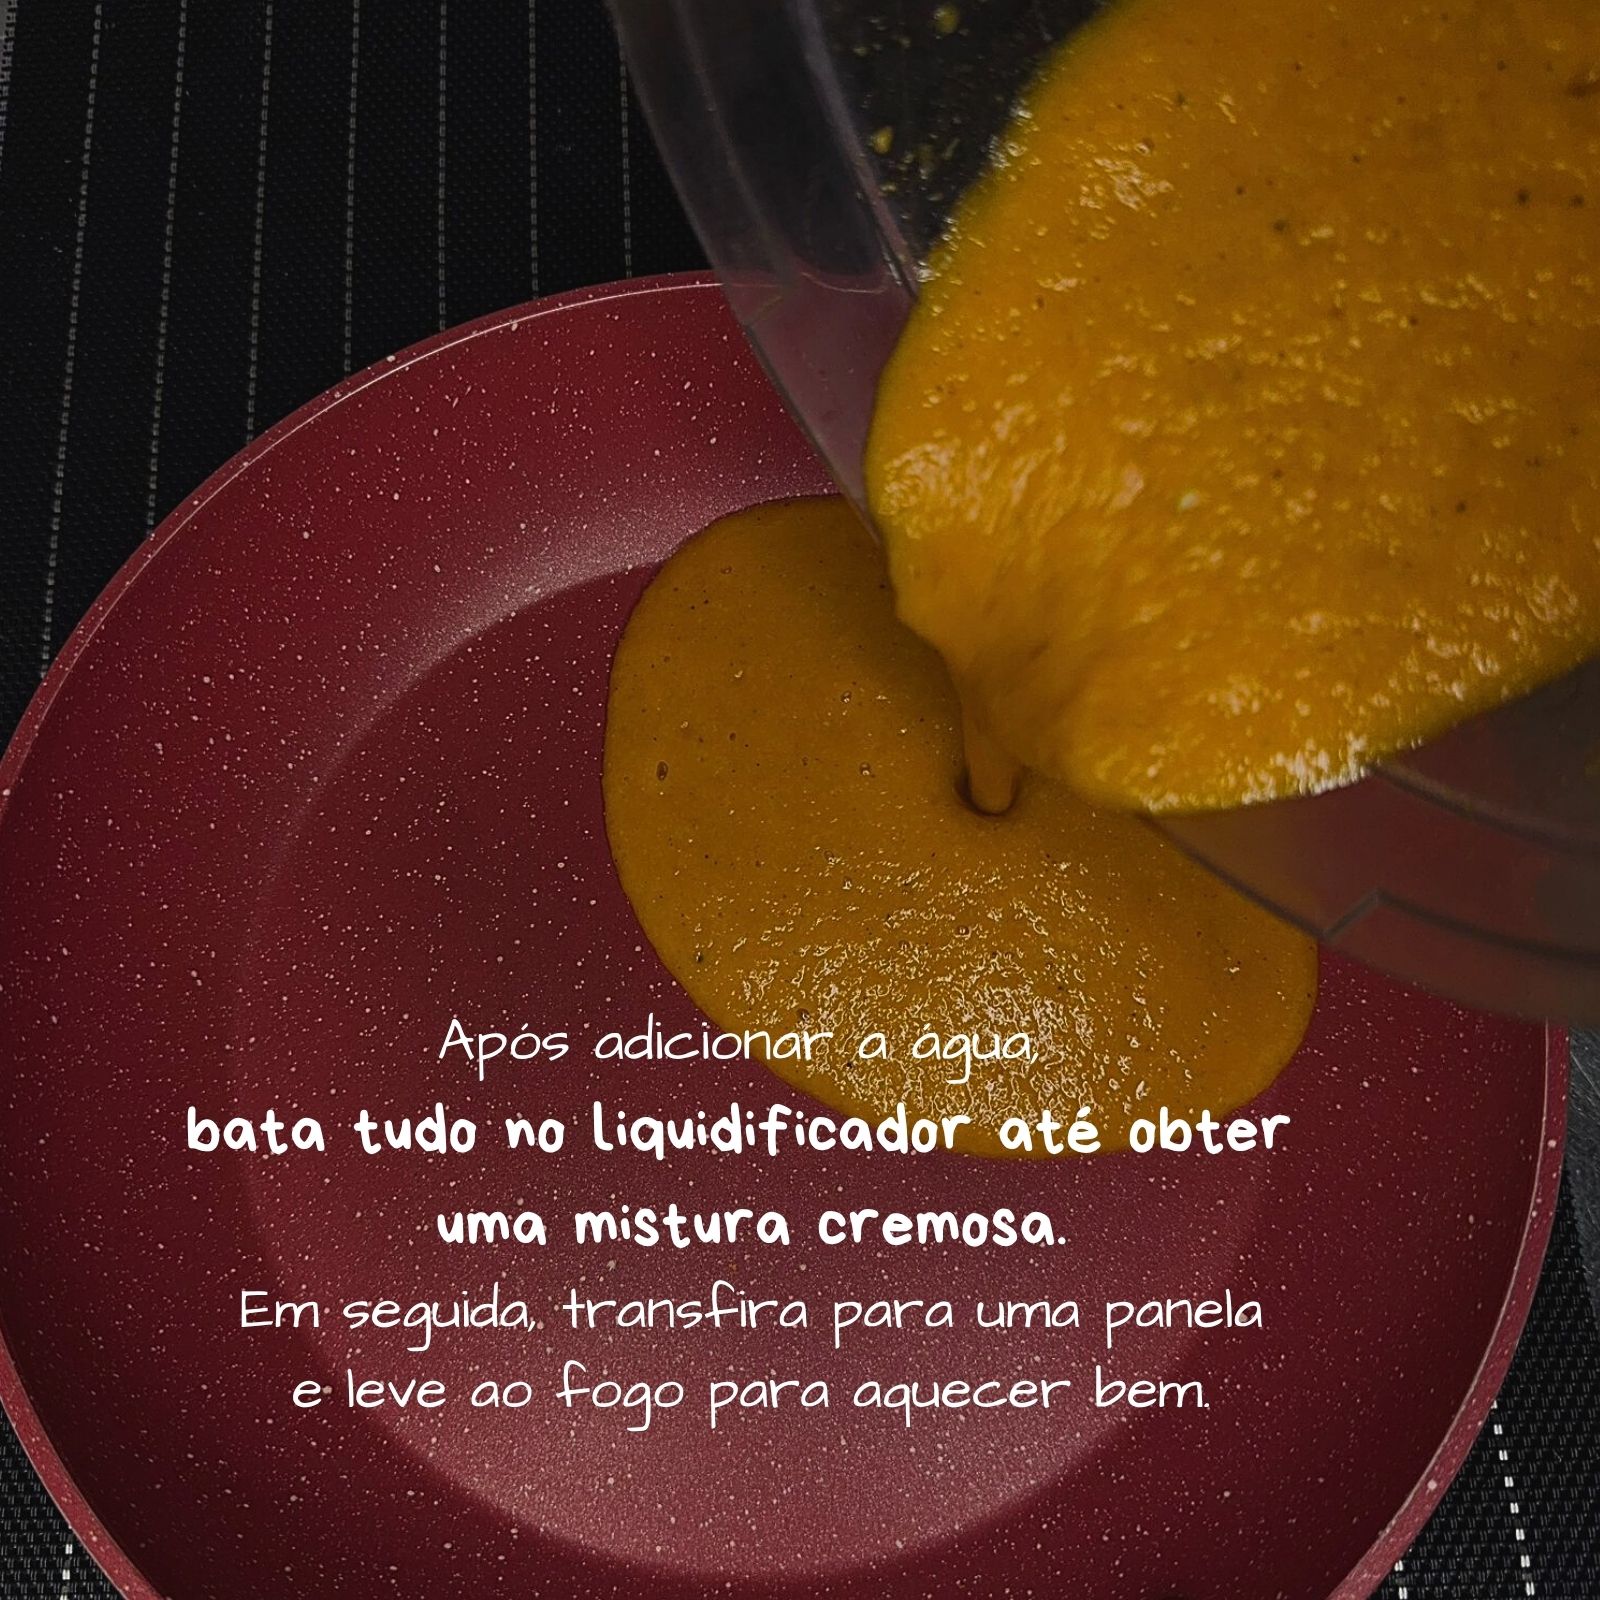 Após adicionar a água,
bata tudo no liquidificador até obter
uma mistura cremosa.
Em seguida, transfira para uma panela
e leve ao fogo para aquecer bem.